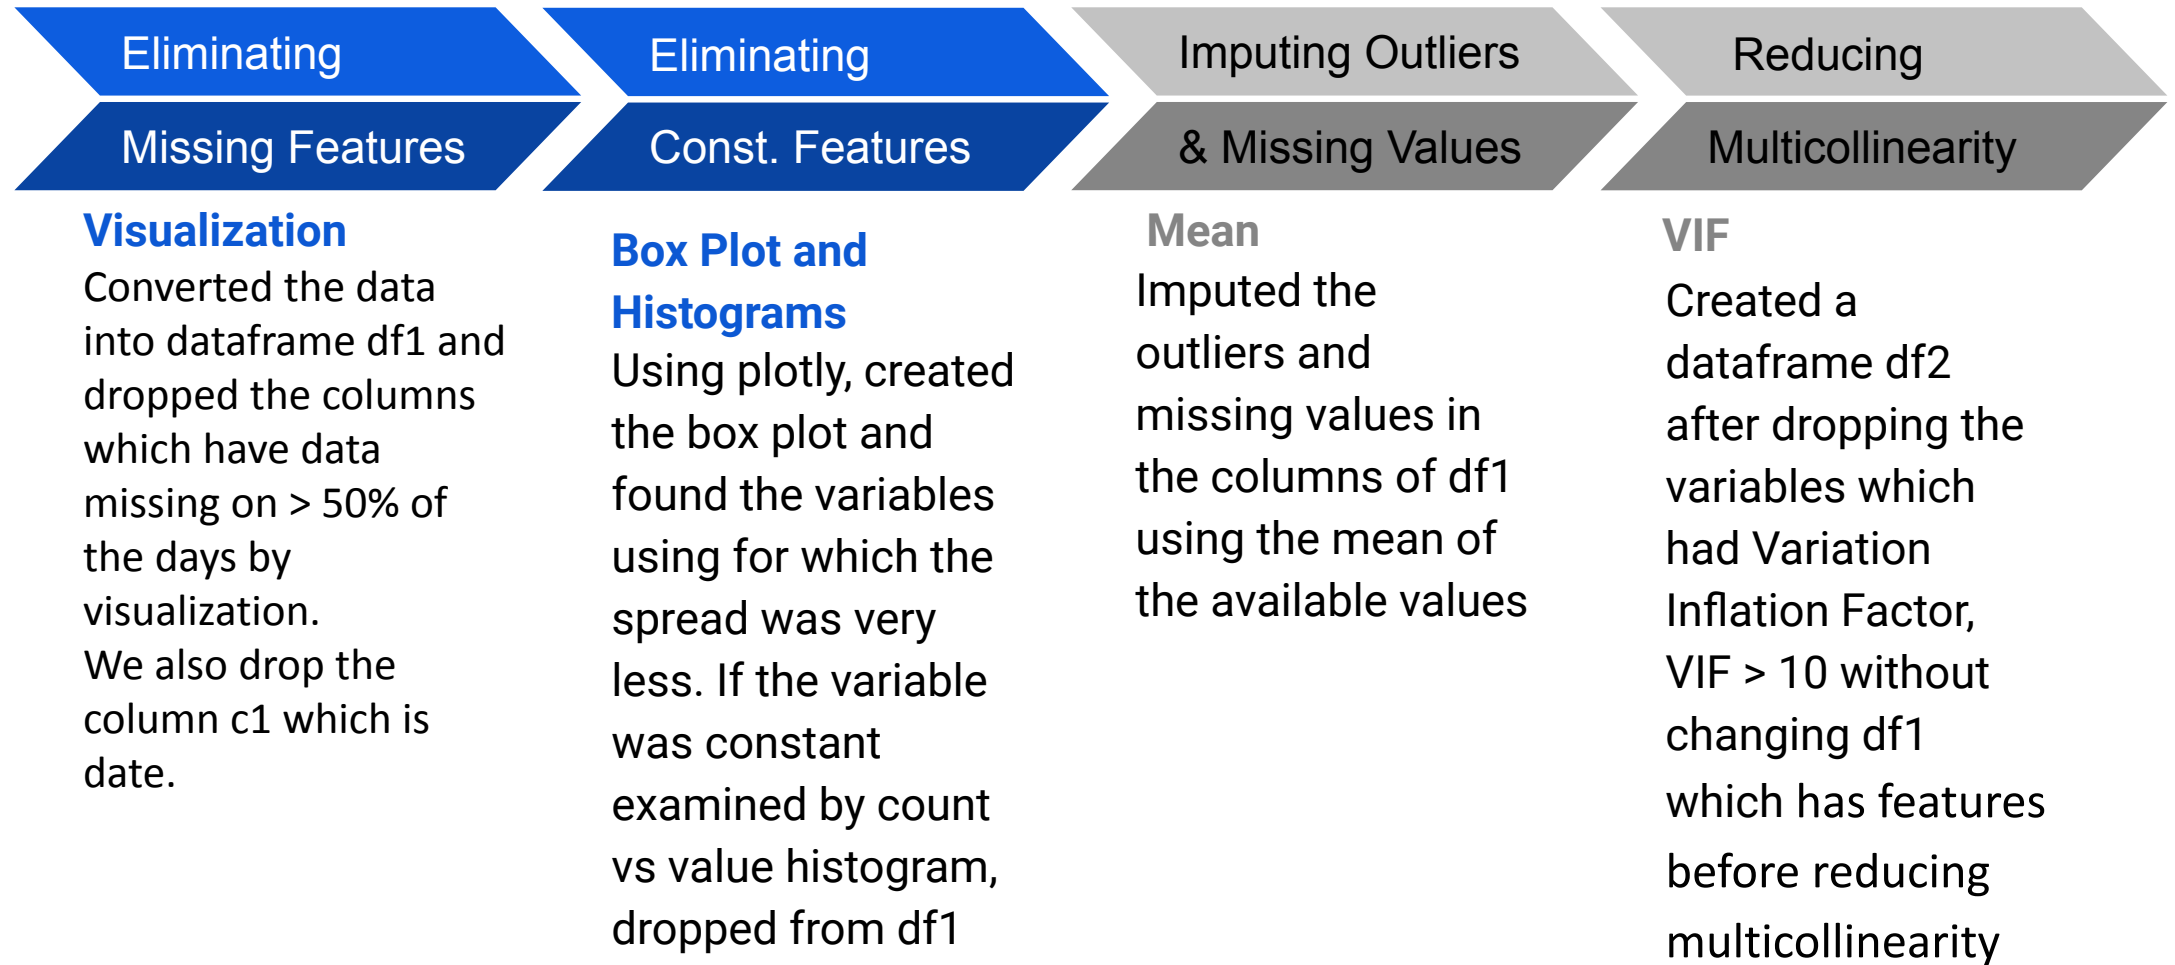 Eliminating
Missing Features
Visualization
Converted the data
into dataframe df1 and
dropped the columns
which have data
missing on > 50% of
the days by
visualization.
We also drop the
column c1 which is
date.
Eliminating
Const. Features
Box Plot and
Histograms
Using plotly, created
the box plot and
found the variables
using for which the
spread was very
less. If the variable
was constant
examined by count
vs value histogram,
dropped from df1
Imputing Outliers
& Missing Values
Mean
Imputed the
outliers and
missing values in
the columns of df1
using the mean of
the available values
Reducing
Multicollinearity
VIF
Created a
dataframe df2
after dropping the
variables which
had Variation
Inflation Factor,
VIF > 10 without
changing df1
which has features
before reducing
multicollinearity